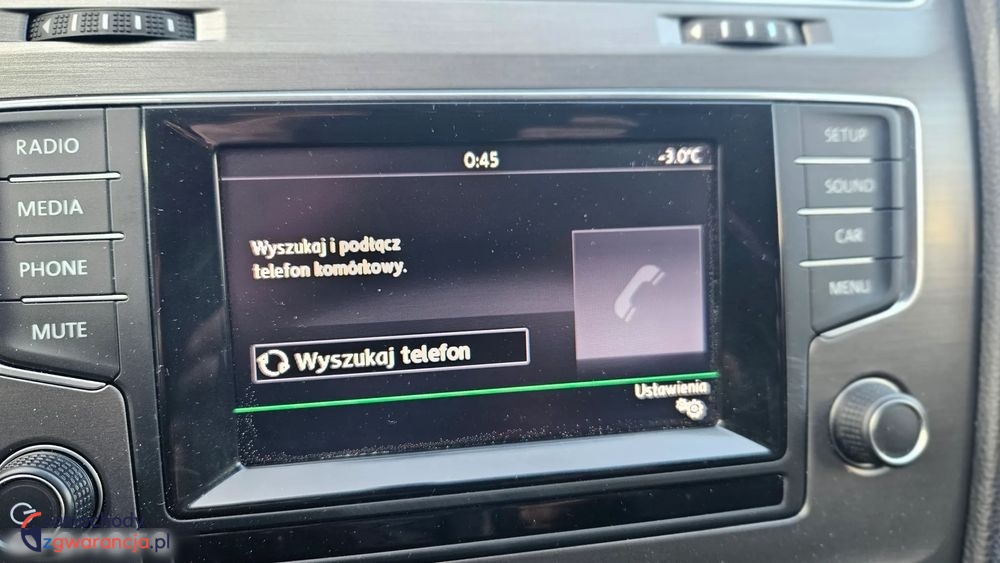 RADIO
MEDIA
PHONE
MUTE
0:45
-3.0°C
Wyszukaj i podłącz
telefon komórkowy.
Wyszukaj telefon
Ustawienia
SETUP
SOUND
CAR
MENU
zgwarancja.pl